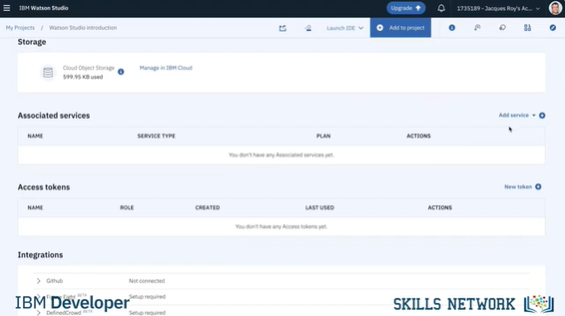 IBM Watson Studio
Upgrade
1735189 - Jacques Roy's Ac...
My Projects / Watson Studio introduction
Launch IDE
Add to project
Storage
Cloud Object Storage
599.95 KB used
Manage in IBM Cloud
Associated services
Add service
NAME SERVICE TYPE PLAN ACTIONS
You don't have any Associated services yet.
Access tokens
New token
NAME ROLE CREATED LAST USED ACTIONS
You don't have any Access tokens yet.
Integrations
Github Not connected
BETA Setup required
DefinedCrowd BETA Setup required
IBM Developer
SKILLS NETWORK